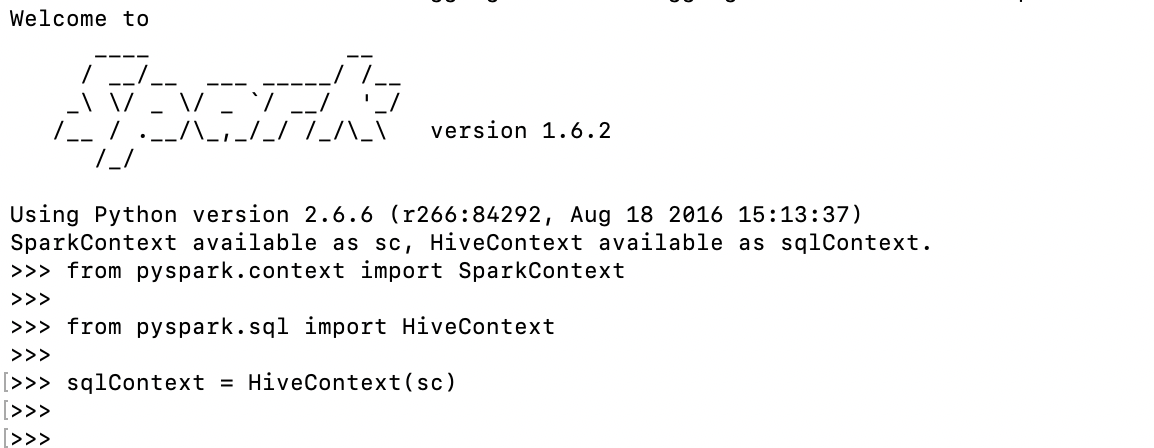 Welcome to
      ____              __
     / __/__  ___ _____/ /__
    _\ \/ _ \/ _ `/ __/  '_/
   /__ / .__/\_,_/_/ /_/\_\   version 1.6.2
      /_/
Using Python version 2.6.6 (r266:84292, Aug 18 2016 15:13:37)
SparkContext available as sc, HiveContext available as sqlContext.
>>> from pyspark.context import SparkContext
>>>
>>> from pyspark.sql import HiveContext
>>>
[>>> sqlContext = HiveContext(sc)
[>>>
[>>>